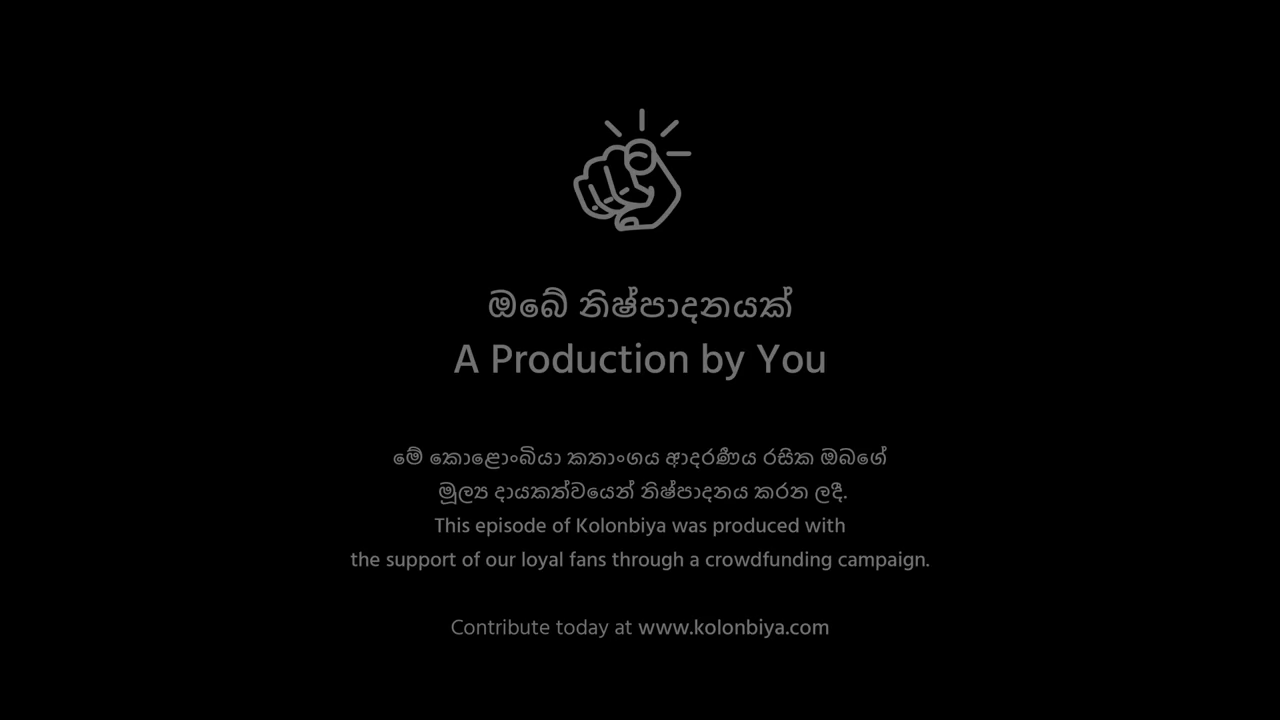 ඔබේ නිෂ්පාදනයක්
A Production by You
මේ කොළොංබියා කතාංගය ආදරණීය රසික ඔබගේ
මූල්‍ය දායකත්වයෙන් නිෂ්පාදනය කරන ලදී.
This episode of Kolonbiya was produced with
the support of our loyal fans through a crowdfunding campaign.
Contribute today at www.kolonbiya.com